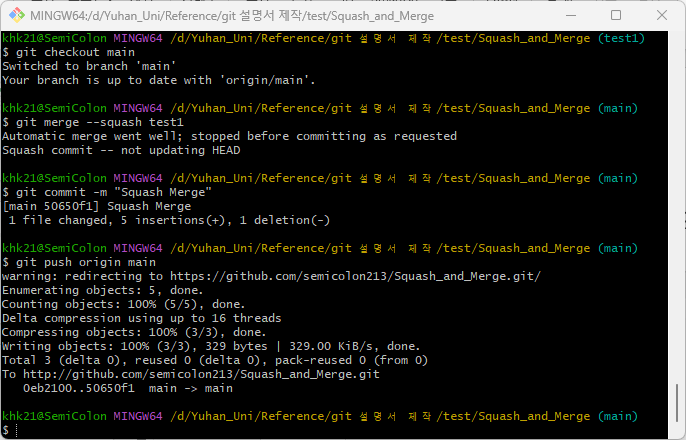 MINGW64:/d/Yuhan_Uni/Reference/git 설명서 제작/test/Squash_and_Merge
khk21@SemiColon MINGW64 /d/Yuhan_Uni/Reference/git 설명서 제작/test/Squash_and_Merge (test1)
$ git checkout main
Switched to branch 'main'
Your branch is up to date with 'origin/main'.
khk21@SemiColon MINGW64 /d/Yuhan_Uni/Reference/git 설명서 제작/test/Squash_and_Merge (main)
$ git merge --squash test1
Automatic merge went well; stopped before committing as requested
Squash commit -- not updating HEAD
khk21@SemiColon MINGW64 /d/Yuhan_Uni/Reference/git 설명서 제작/test/Squash_and_Merge (main)
$ git commit -m "Squash Merge"
[main 50650f1] Squash Merge
1 file changed, 5 insertions(+), 1 deletion(-)
khk21@SemiColon MINGW64 /d/Yuhan_Uni/Reference/git 설명서 제작/test/Squash_and_Merge (main)
$ git push origin main
warning: redirecting to https://github.com/semicolon213/Squash_and_Merge.git/
Enumerating objects: 5, done.
Counting objects: 100% (5/5), done.
Delta compression using up to 16 threads
Compressing objects: 100% (3/3), done.
Writing objects: 100% (3/3), 329 bytes | 329.00 KiB/s, done.
Total 3 (delta 0), reused 0 (delta 0), pack-reused 0 (from 0)
To http://github.com/semicolon213/Squash_and_Merge.git
0eb2100..50650f1  main -> main
khk21@SemiColon MINGW64 /d/Yuhan_Uni/Reference/git 설명서 제작/test/Squash_and_Merge (main)
$